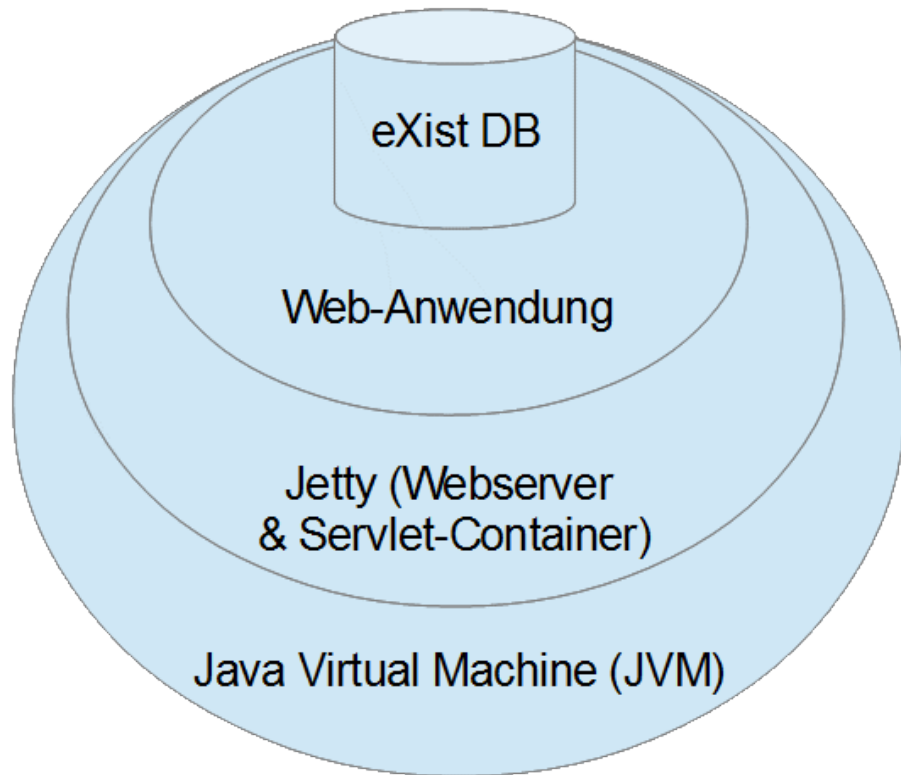 eXist DB
Web-Anwendung
Jetty (Webserver
& Servlet-Container)
Java Virtual Machine (JVM)